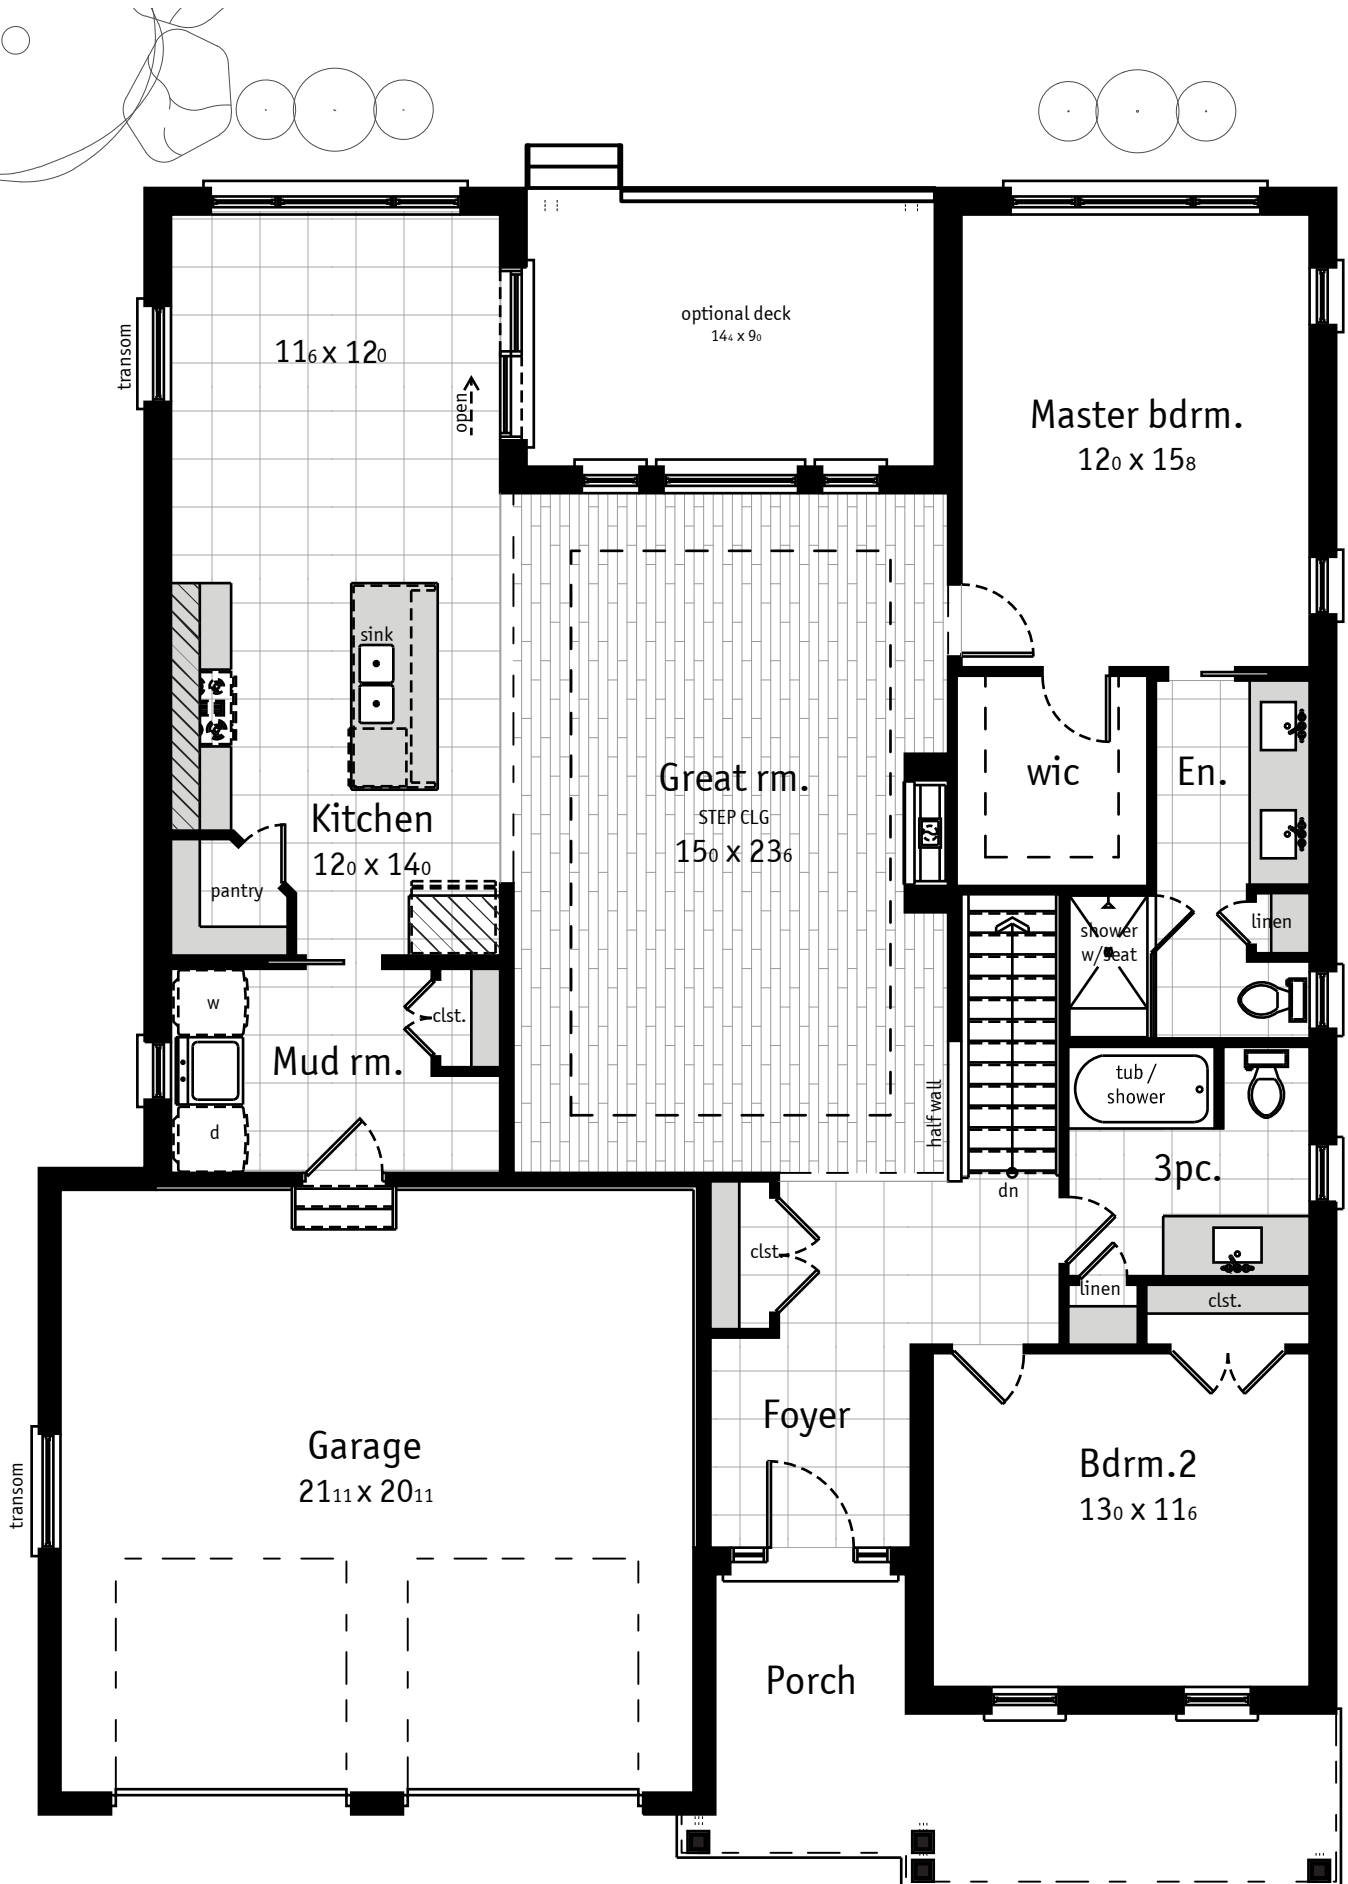 optional deck
14₄ x 9₀
transom
11₆ x 12₀
open
Master bdrm.
12₀ x 15₈
sink
Great rm.
STEP CLG
15₀ x 23₆
wic
En.
Kitchen
12₀ x 14₀
pantry
shower
w/seat
linen
w
clst.
Mud rm.
d
half wall
tub /
shower
3pc.
dn
clst.
linen
clst.
Foyer
Garage
21₁₁ x 20₁₁
transom
Bdrm.2
13₀ x 11₆
Porch